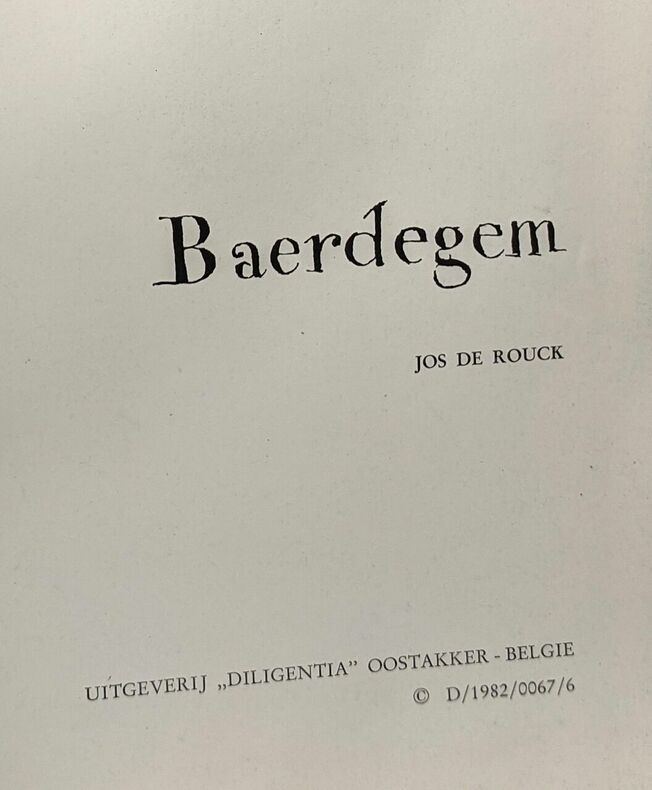 Baerdegem
JOS DE ROUCK
UITGEVERIJ „DILIGENTIA” OOSTAKKER - BELGIE
© D/1982/0067/6